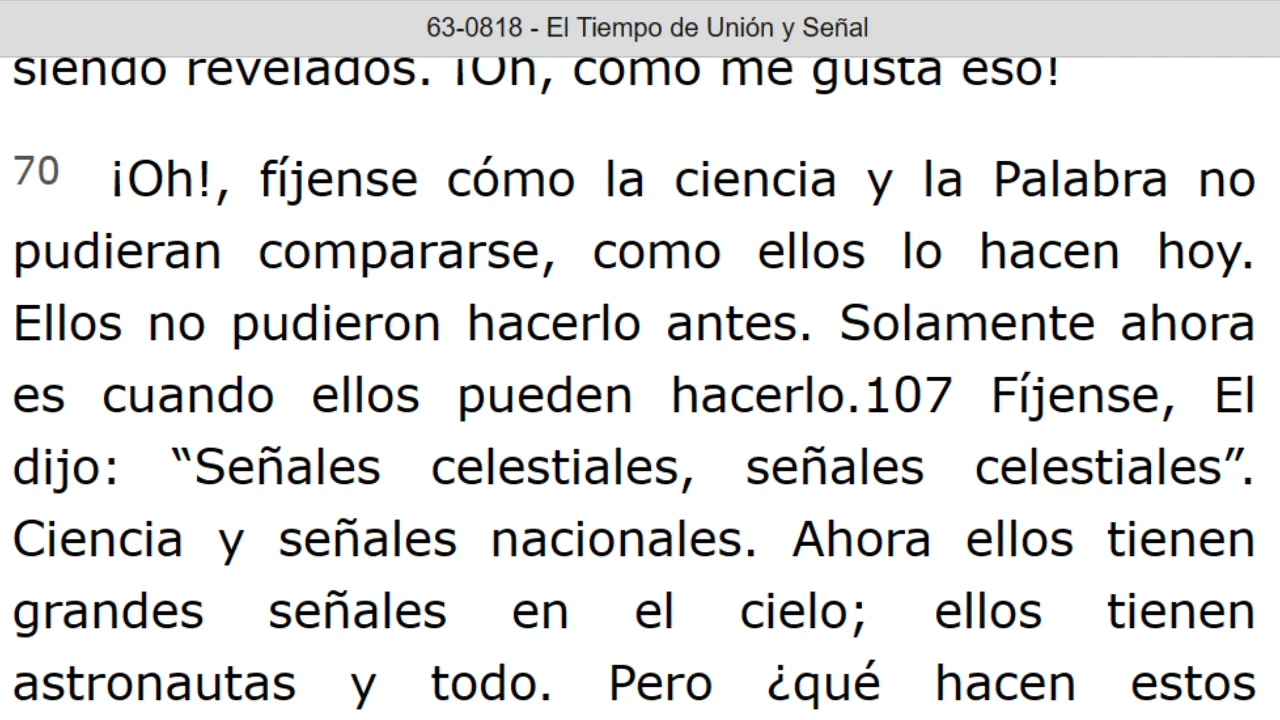 63-0818 - El Tiempo de Unión y Señal
siendo revelados. ¡Oh, cómo me gusta eso!
70 ¡Oh!, fíjense cómo la ciencia y la Palabra no
pudieran compararse, como ellos lo hacen hoy.
Ellos no pudieron hacerlo antes. Solamente ahora
es cuando ellos pueden hacerlo.107 Fíjense, El
dijo: “Señales celestiales, señales celestiales”.
Ciencia y señales nacionales. Ahora ellos tienen
grandes señales en el cielo; ellos tienen
astronautas y todo. Pero ¿qué hacen estos